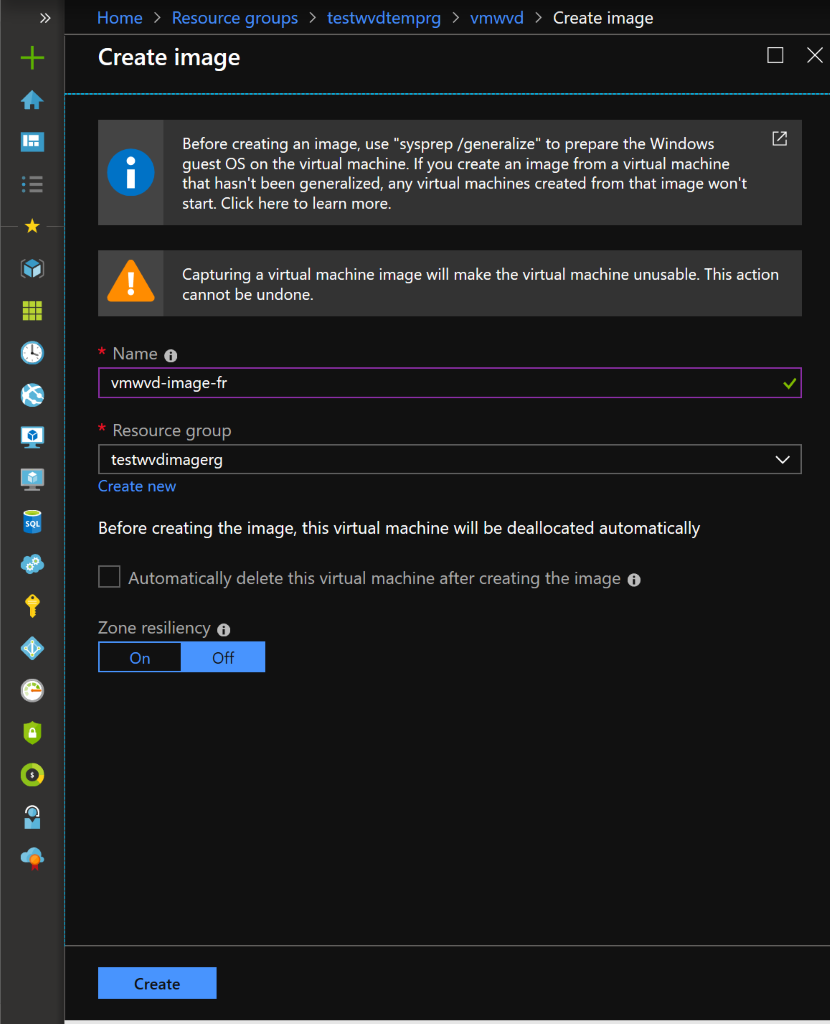 Home > Resource groups > testwvdtemprg > vmwvd > Create image
Create image
Before creating an image, use "sysprep /generalize" to prepare the Windows
guest OS on the virtual machine. If you create an image from a virtual machine
that hasn't been generalized, any virtual machines created from that image won't
start. Click here to learn more.
Capturing a virtual machine image will make the virtual machine unusable. This action
cannot be undone.
* Name
vmwvd-image-fr
* Resource group
testwvdimagerg
Create new
Before creating the image, this virtual machine will be deallocated automatically
Automatically delete this virtual machine after creating the image
Zone resiliency
On Off
SQL
Create